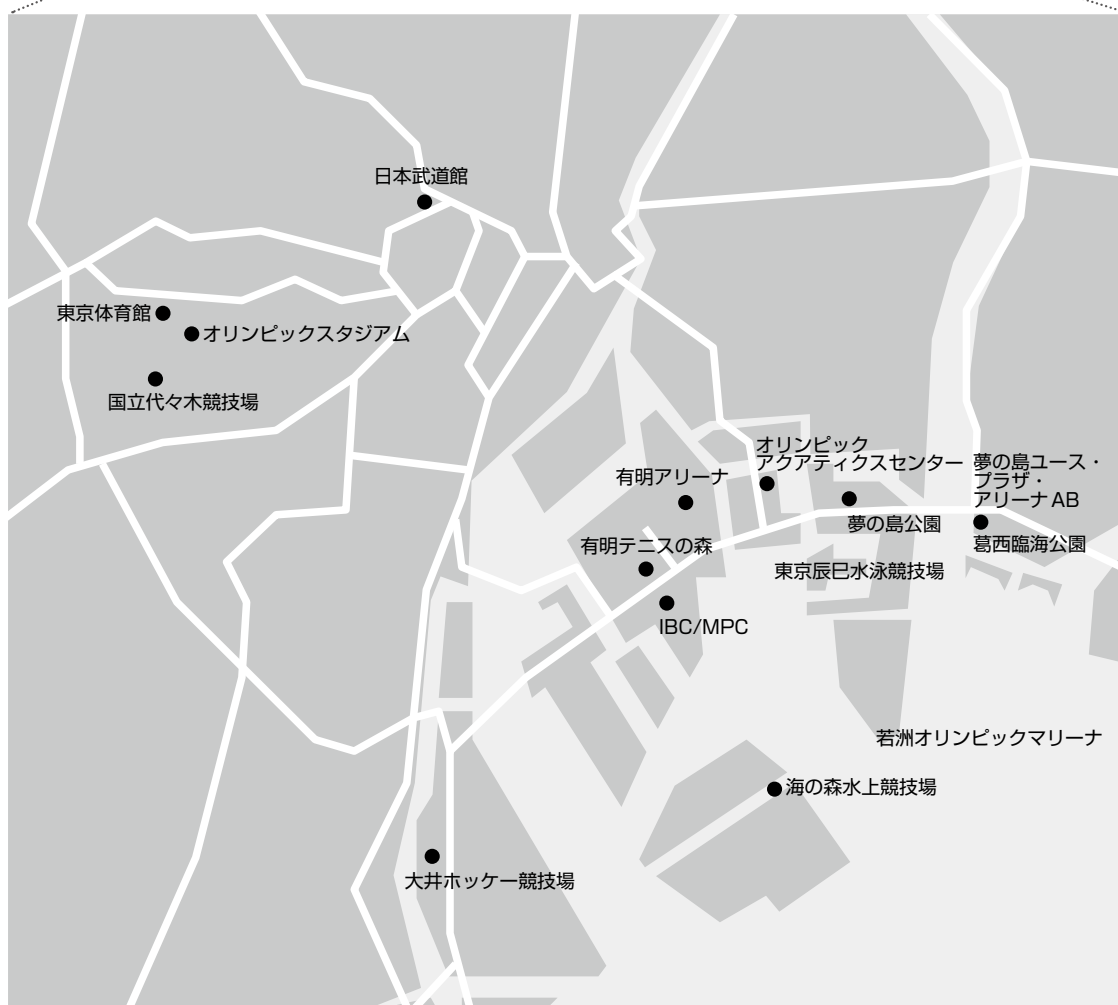 日本武道館
東京体育館
オリンピックスタジアム
国立代々木競技場
オリンピック
アクアティクスセンター
夢の島ユース・
プラザ・
アリーナ AB
有明アリーナ
夢の島公園
葛西臨海公園
有明テニスの森
東京辰巳水泳競技場
IBC/MPC
若洲オリンピックマリーナ
海の森水上競技場
大井ホッケー競技場